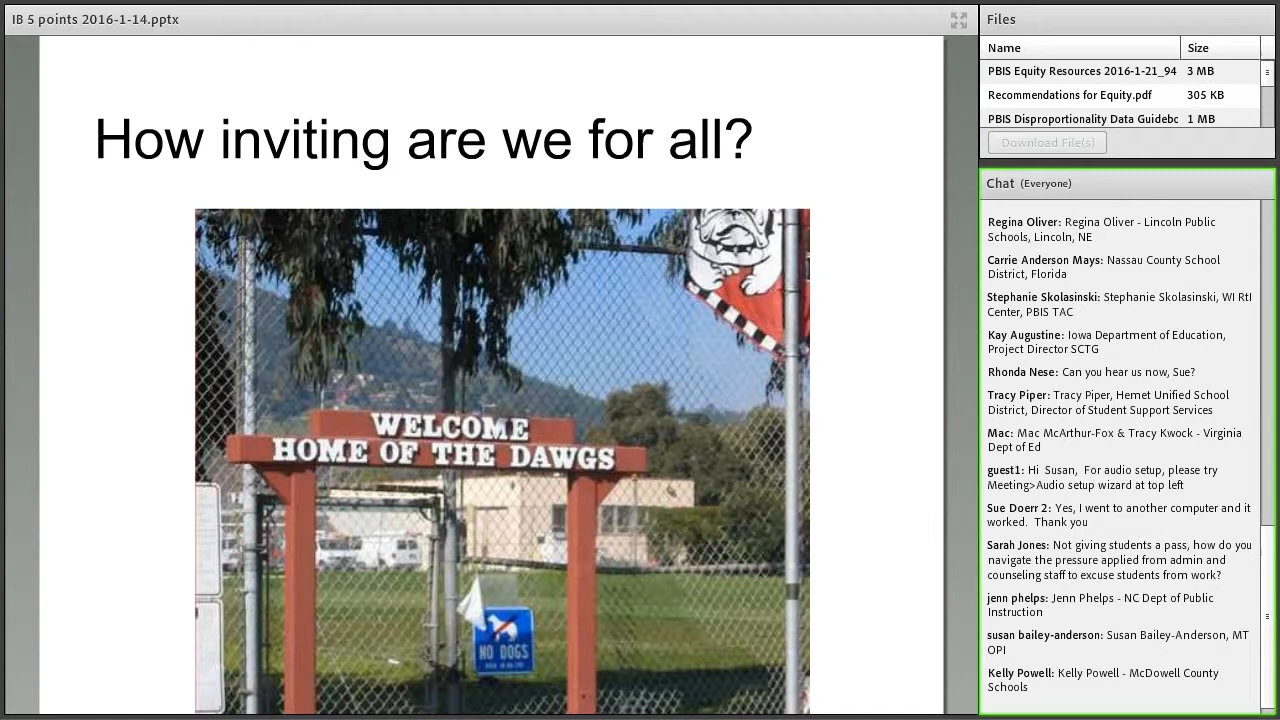 IB 5 points 2016-1-14.pptx
How inviting are we for all?
WELCOME
HOME OF THE DAWGS
NO DOGS
Files
Name Size
PBIS Equity Resources 2016-1-21_94 3 MB
Recommendations for Equity.pdf 305 KB
PBIS Disproportionality Data Guidebc 1 MB
Download File(s)
Chat (Everyone)
Regina Oliver: Regina Oliver - Lincoln Public
Schools, Lincoln, NE
Carrie Anderson Mays: Nassau County School
District, Florida
Stephanie Skolasinski: Stephanie Skolasinski, WI RtI
Center, PBIS TAC
Kay Augustine: Iowa Department of Education,
Project Director SCTG
Rhonda Nese: Can you hear us now, Sue?
Tracy Piper: Tracy Piper, Hemet Unified School
District, Director of Student Support Services
Mac: Mac McArthur-Fox & Tracy Kwock - Virginia
Dept of Ed
guest1: Hi Susan, For audio setup, please try
Meeting>Audio setup wizard at top left
Sue Doerr 2: Yes, I went to another computer and it
worked. Thank you
Sarah Jones: Not giving students a pass, how do you
navigate the pressure applied from admin and
counseling staff to excuse students from work?
jenn phelps: Jenn Phelps - NC Dept of Public
Instruction
susan bailey-anderson: Susan Bailey-Anderson, MT
OPI
Kelly Powell: Kelly Powell - McDowell County
Schools